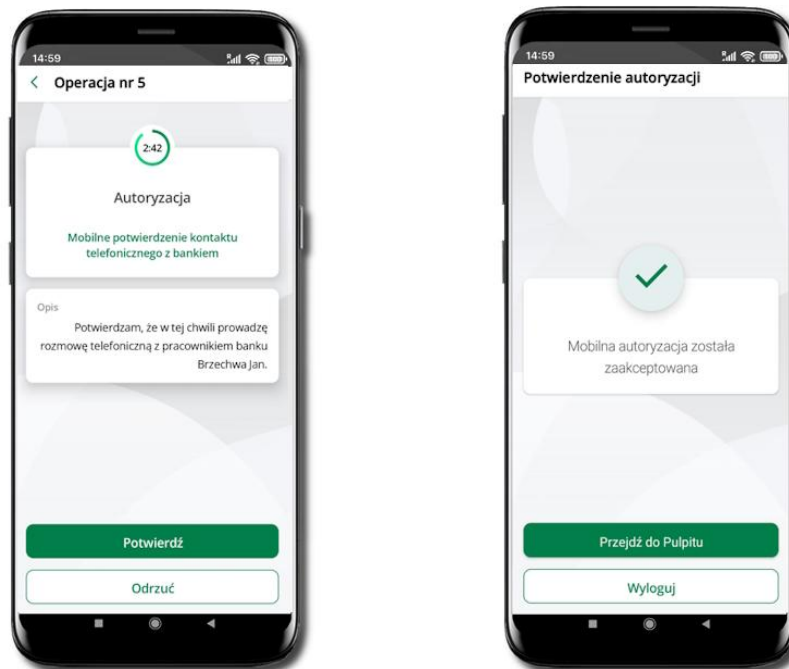 14:59
Operacja nr 5
2:42
Autoryzacja
Mobilne potwierdzenie kontaktu
telefonicznego z bankiem
Opis
Potwierdzam, że w tej chwili prowadzę
rozmowę telefoniczną z pracownikiem banku
Brzechwa Jan.
Potwierdź
Odrzuć
14:59
Potwierdzenie autoryzacji
Mobilna autoryzacja została
zaakceptowana
Przejdź do Pulpitu
Wyloguj